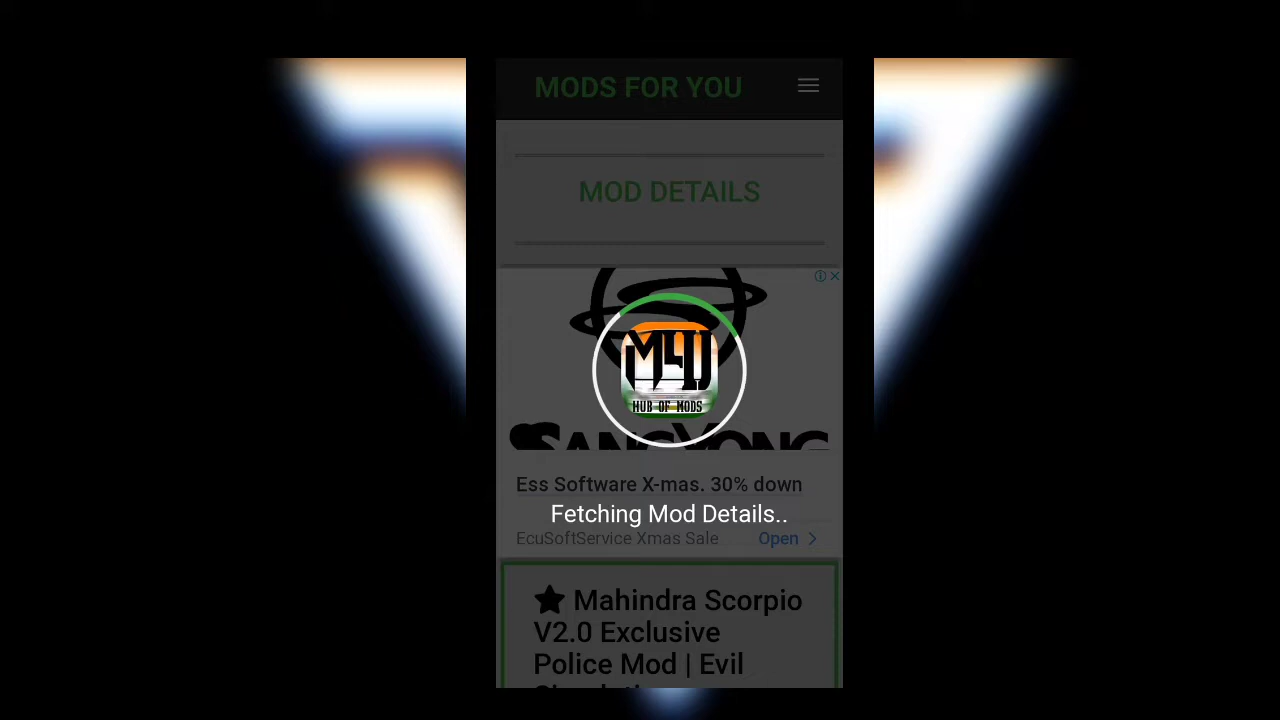 MODS FOR YOU
MOD DETAILS
M4U
HUB OF MODS
SANGYONG
Ess Software X-mas. 30% down
Fetching Mod Details..
EcuSoftService Xmas Sale
Open
Mahindra Scorpio
V2.0 Exclusive
Police Mod | Evil